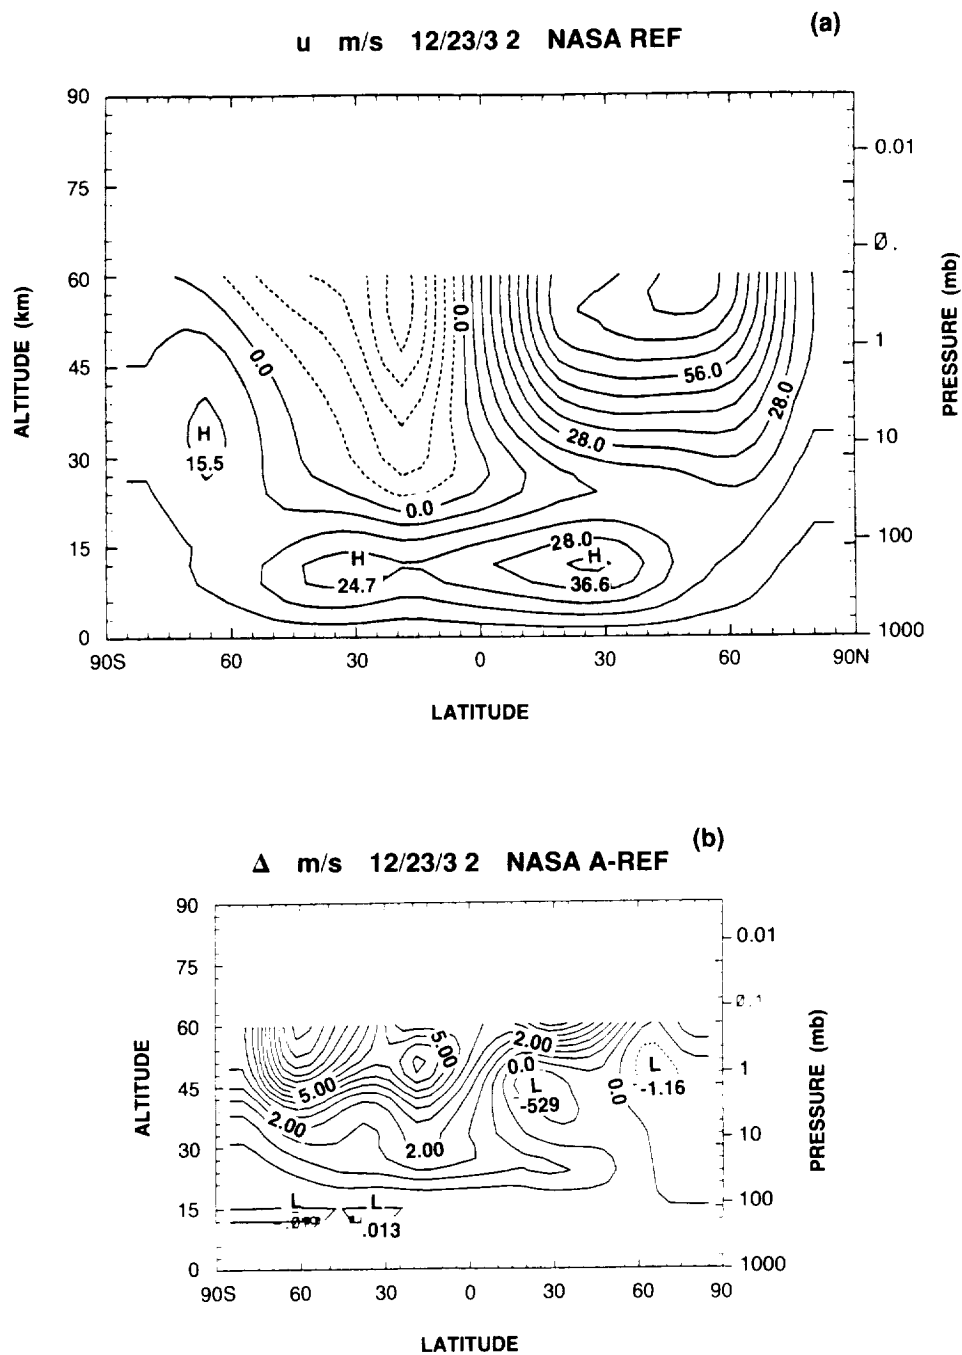 (a)
u m/s 12/23/3 2 NASA REF
90
75
60
45
30
15
0
ALTITUDE (km)
0.01
1
10
100
1000
PRESSURE (mb)
0.0
0.0
56.0
28.0
28.0
H
15.5
0.0
28.0
H
24.7
H
36.6
90S 60 30 0 30 60 90N
LATITUDE
(b)
Δ m/s 12/23/3 2 NASA A-REF
90
75
60
45
30
15
0
ALTITUDE
0.01
1
10
100
1000
PRESSURE (mb)
5.00
2.00
0.0
5.00
L
-529
0.0
L
-1.16
2.00
2.00
L
L
.013
90S 60 30 0 30 60 90
LATITUDE